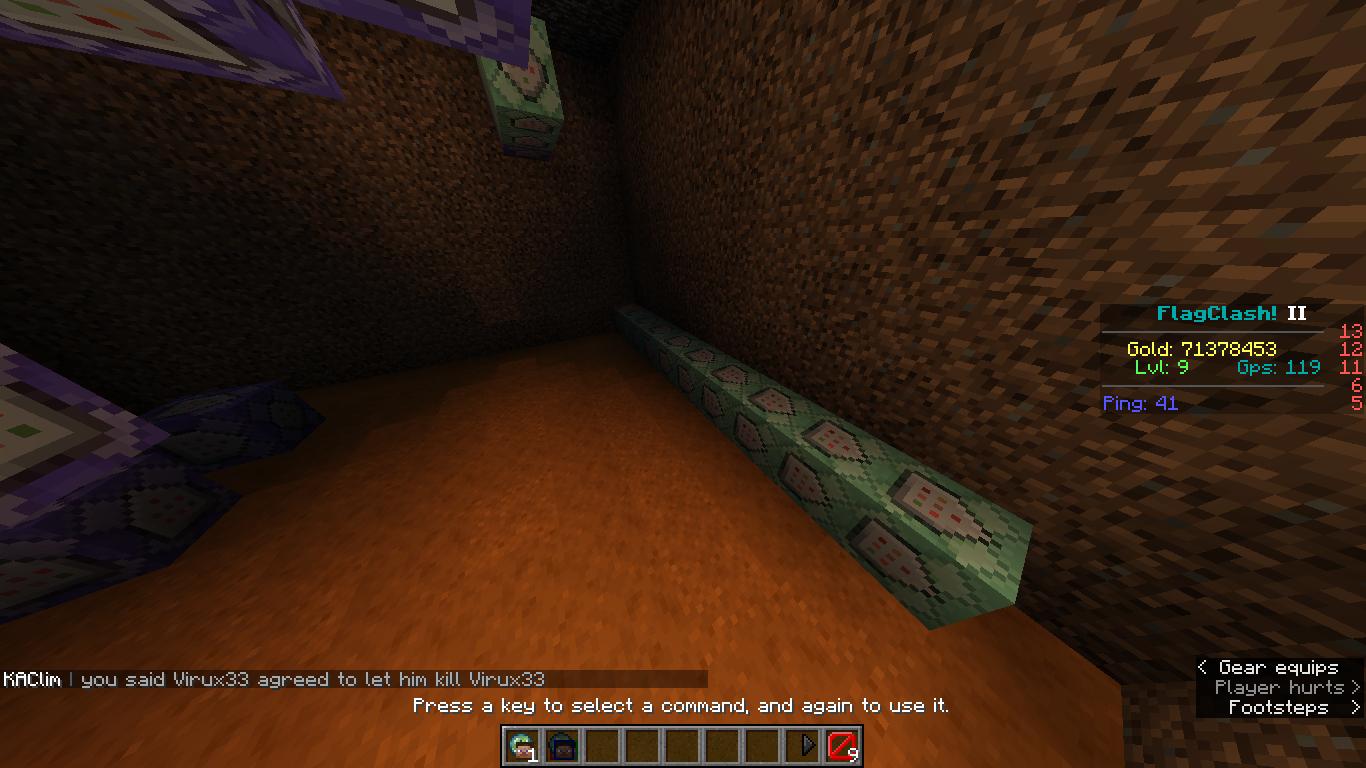 FlagClash! II
13
Gold: 71378453 12
Lvl: 9 Gps: 119 11
6
Ping: 41 5
< Gear equips
Player hurts >
Footsteps >
KAClim | you said Virux33 agreed to let him kill Virux33
Press a key to select a command, and again to use it.
1 9